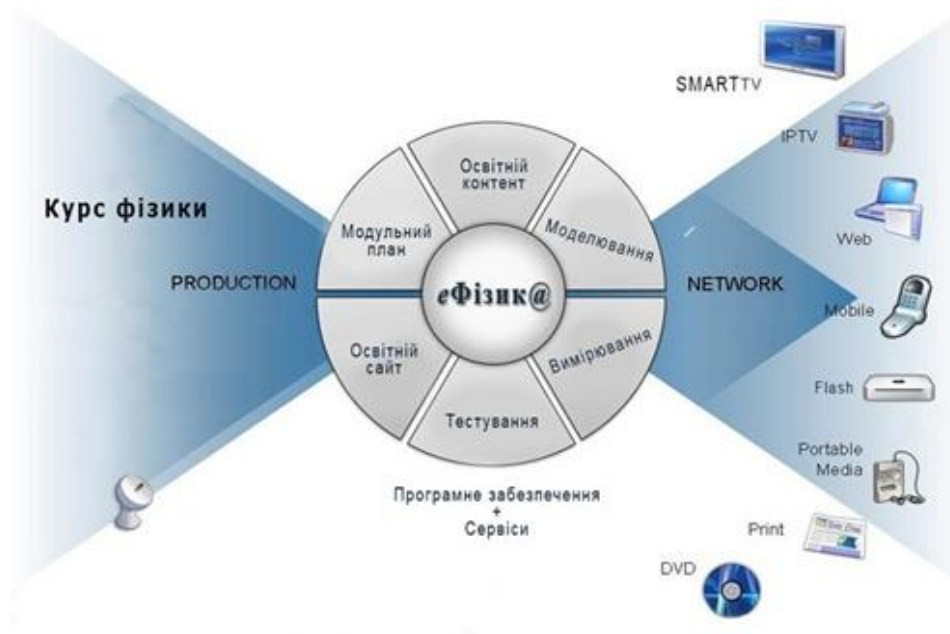 SMARTTV
IPTV
Освітній
контент
Курс фізики
Модульний
план
Моделювання
Web
PRODUCTION
еФізик@
NETWORK
Mobile
Освітній
сайт
Вимірювання
Flash
Тестування
Portable
Media
Програмне забезпечення
+
Сервіси
Print
DVD